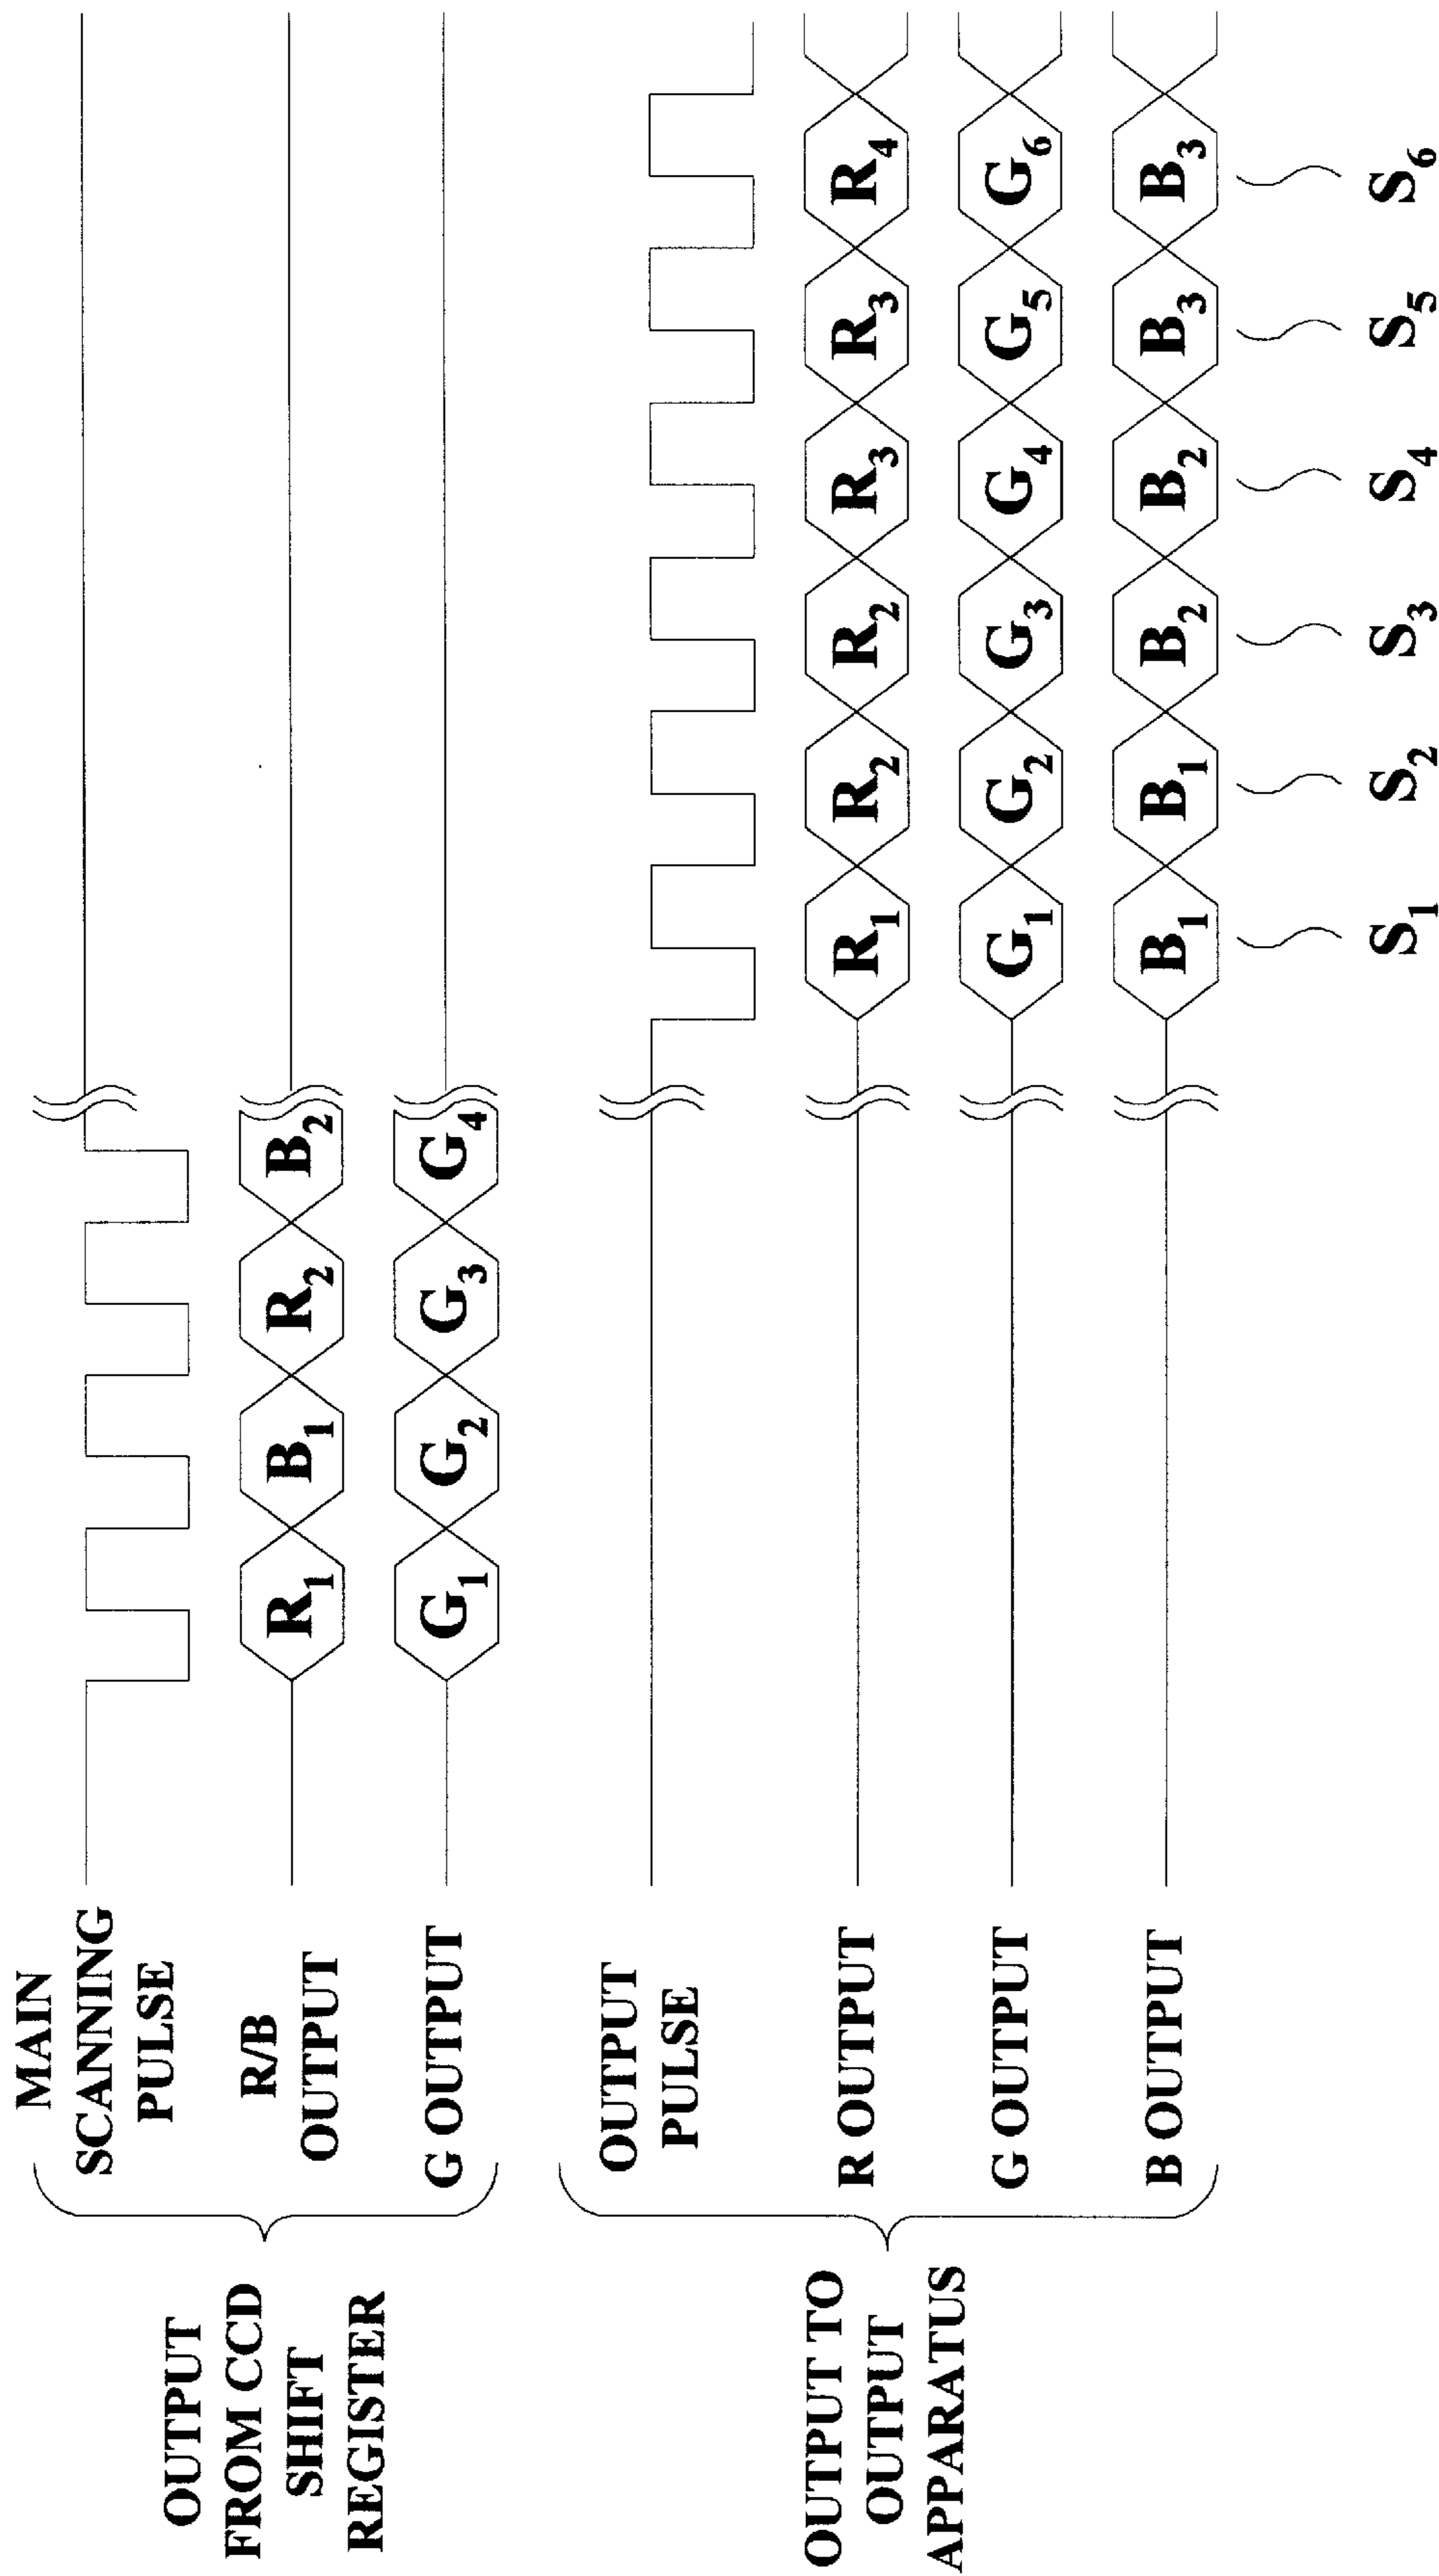 OUTPUT
FROM CCD
SHIFT
REGISTER
MAIN
SCANNING
PULSE
R/B
OUTPUT
R1 B1 R2 B2
G OUTPUT
G1 G2 G3 G4
OUTPUT TO
OUTPUT
APPARATUS
OUTPUT
PULSE
R OUTPUT
R1 R2 R2 R3 R3 R4
G OUTPUT
G1 G2 G3 G4 G5 G6
B OUTPUT
B1 B1 B2 B2 B3 B3
S1 S2 S3 S4 S5 S6